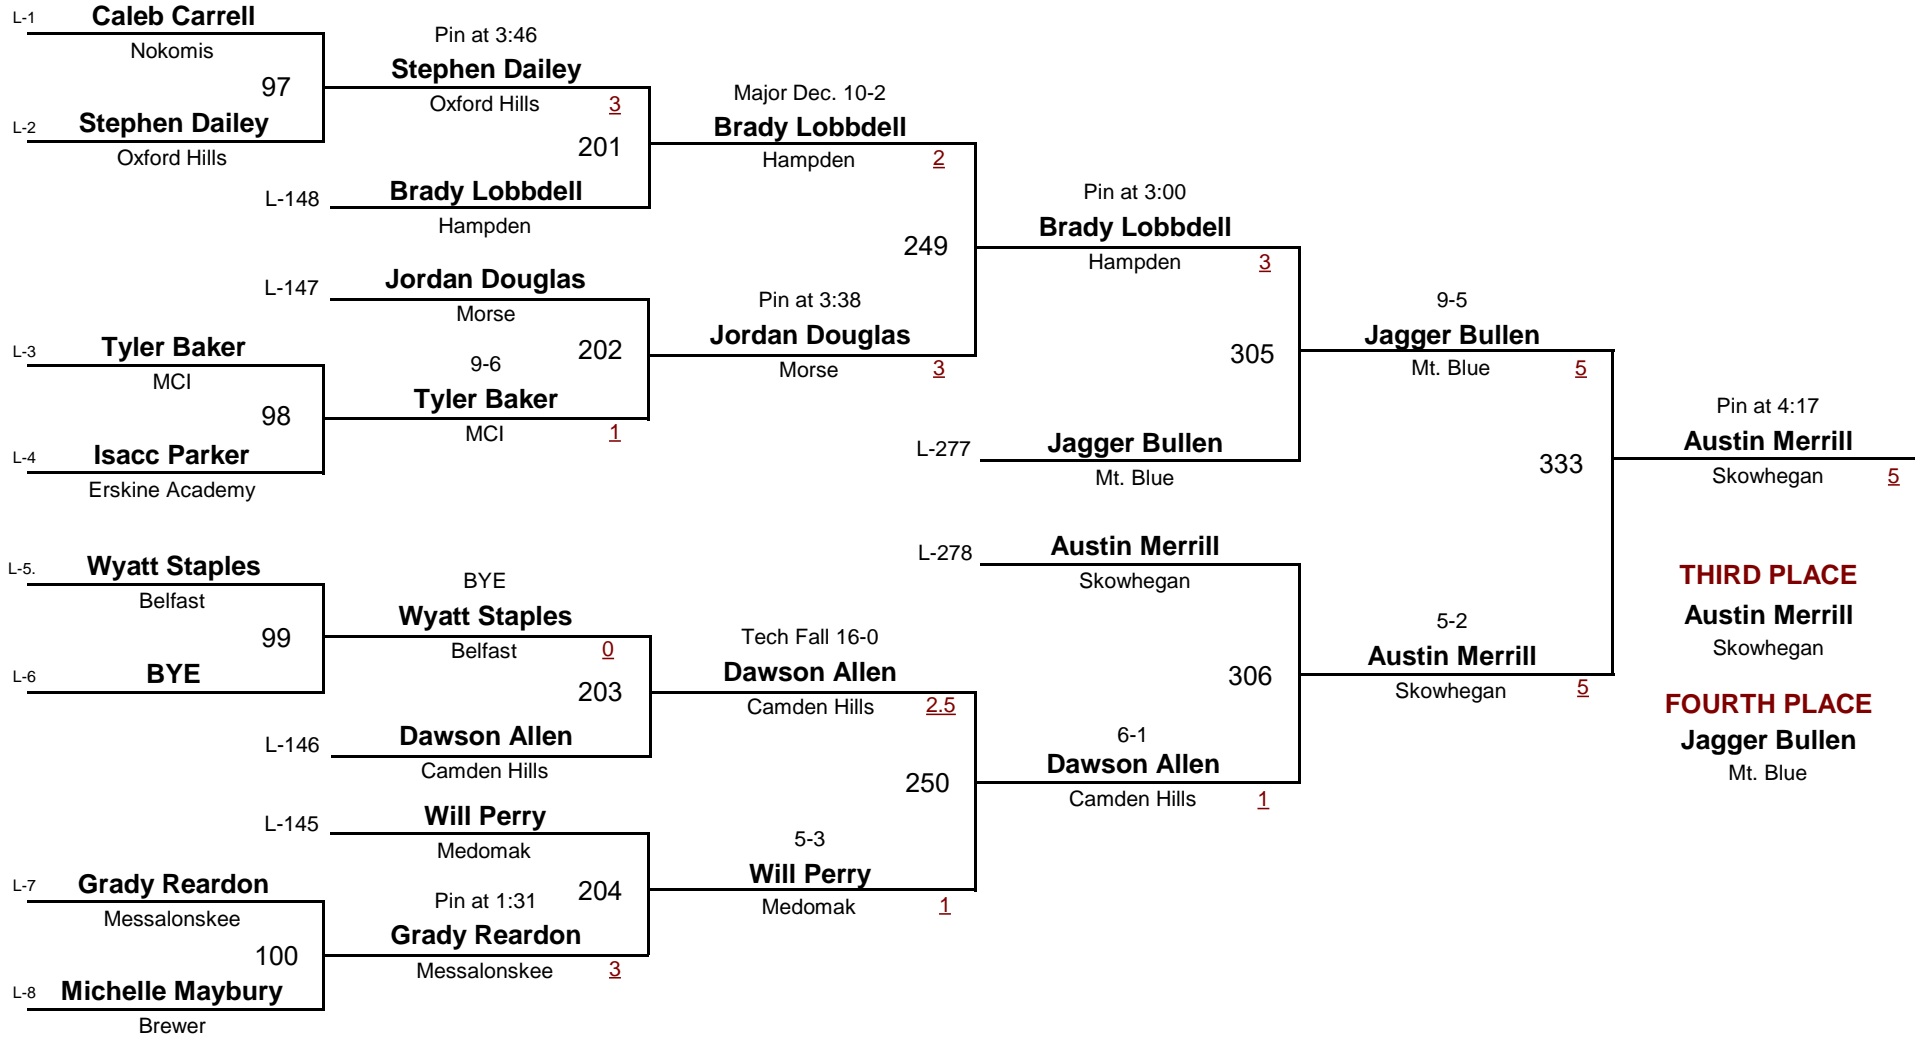 L-1 Caleb Carrell
Nokomis
97
L-2 Stephen Dailey
Oxford Hills
Pin at 3:46
Stephen Dailey
Oxford Hills 3
201
L-148 Brady Lobbdell
Hampden
Major Dec. 10-2
Brady Lobbdell
Hampden 2
249
L-147 Jordan Douglas
Morse
202
L-3 Tyler Baker
MCI
98
L-4 Isacc Parker
Erskine Academy
9-6
Tyler Baker
MCI 1
Pin at 3:38
Jordan Douglas
Morse 3
Pin at 3:00
Brady Lobbdell
Hampden 3
305
L-277 Jagger Bullen
Mt. Blue
9-5
Jagger Bullen
Mt. Blue 5
333
L-5. Wyatt Staples
Belfast
99
L-6 BYE
BYE
Wyatt Staples
Belfast 0
203
L-146 Dawson Allen
Camden Hills
Tech Fall 16-0
Dawson Allen
Camden Hills 2.5
250
L-145 Will Perry
Medomak
204
L-7 Grady Reardon
Messalonskee
100
L-8 Michelle Maybury
Brewer
Pin at 1:31
Grady Reardon
Messalonskee 3
5-3
Will Perry
Medomak 1
L-278 Austin Merrill
Skowhegan
306
6-1
Dawson Allen
Camden Hills 1
5-2
Austin Merrill
Skowhegan 5
Pin at 4:17
Austin Merrill
Skowhegan 5
THIRD PLACE
Austin Merrill
Skowhegan
FOURTH PLACE
Jagger Bullen
Mt. Blue